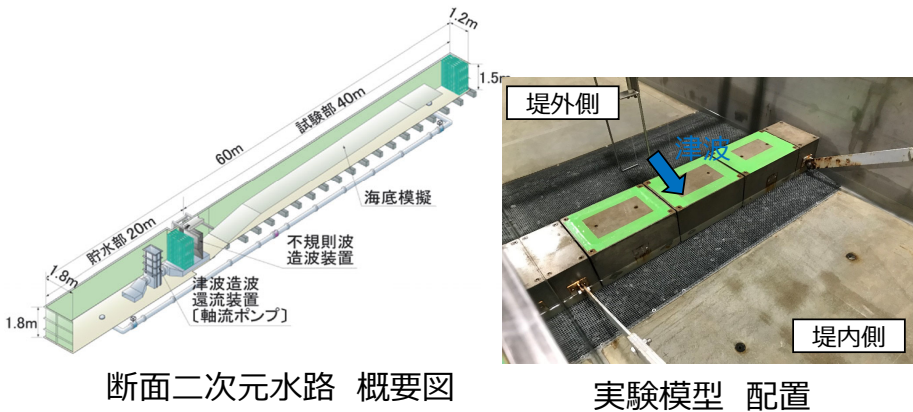 1.2m
1.5m
試験部 40m
60m
貯水部 20m
1.8m
1.8m
海底模擬
不規則波
造波装置
津波造波
還流装置
〔軸流ポンプ〕
断面二次元水路 概要図
堤外側
津波
堤内側
実験模型 配置